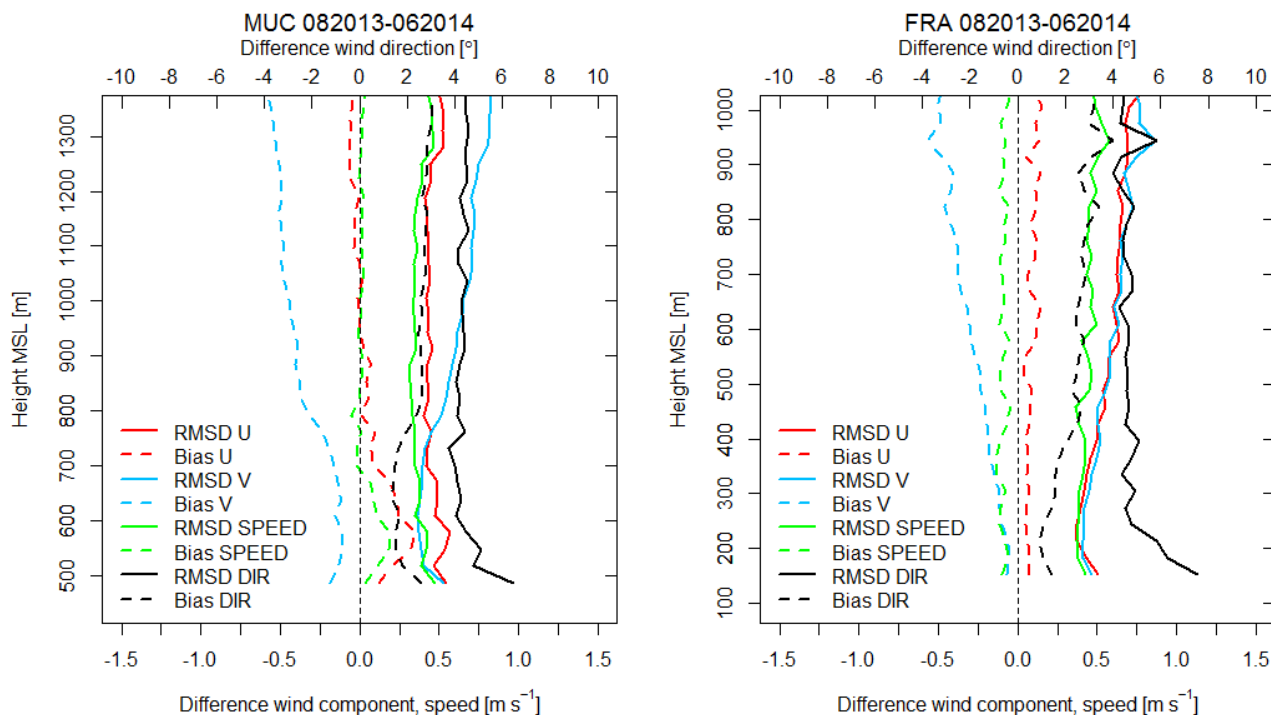 MUC 082013-062014
Difference wind direction [°]
-10 -8 -6 -4 -2 0 2 4 6 8 10
Height MSL [m]
1300
1200
1100
1000
900
800
700
600
500
RMSD U
Bias U
RMSD V
Bias V
RMSD SPEED
Bias SPEED
RMSD DIR
Bias DIR
-1.5 -1.0 -0.5 0.0 0.5 1.0 1.5
Difference wind component, speed [m s⁻¹]
FRA 082013-062014
Difference wind direction [°]
-10 -8 -6 -4 -2 0 2 4 6 8 10
Height MSL [m]
1000
900
800
700
600
500
400
300
200
100
RMSD U
Bias U
RMSD V
Bias V
RMSD SPEED
Bias SPEED
RMSD DIR
Bias DIR
-1.5 -1.0 -0.5 0.0 0.5 1.0 1.5
Difference wind component, speed [m s⁻¹]